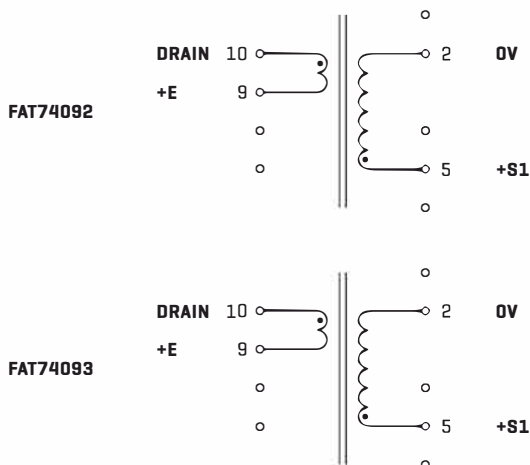 DRAIN 10 2 0V
+E 9
FAT74092
5 +S1
DRAIN 10 2 0V
+E 9
FAT74093
5 +S1